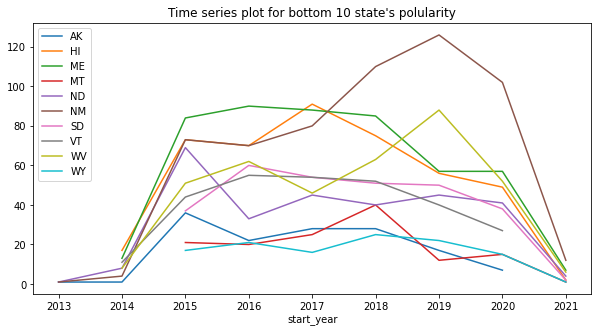 Time series plot for bottom 10 state's polularity
120
100
80
60
40
20
0
AK
HI
ME
MT
ND
NM
SD
VT
WV
WY
2013 2014 2015 2016 2017 2018 2019 2020 2021
start_year